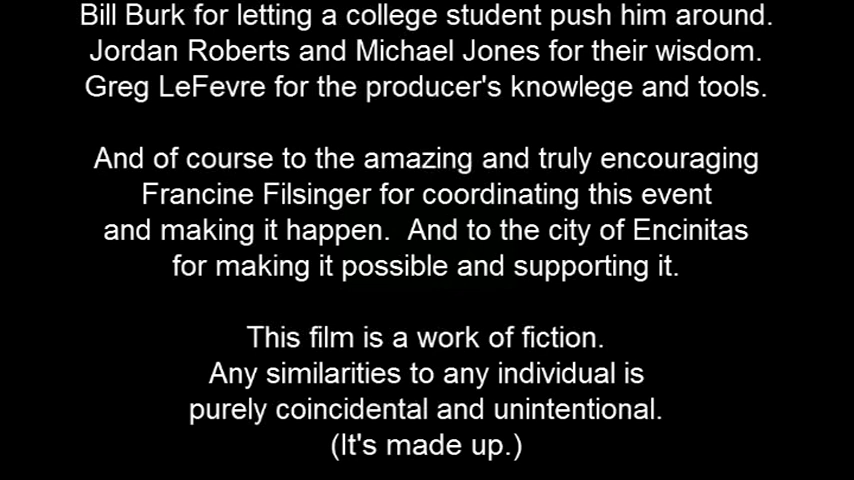 Bill Burk for letting a college student push him around.
Jordan Roberts and Michael Jones for their wisdom.
Greg LeFevre for the producer's knowlege and tools.
And of course to the amazing and truly encouraging
Francine Filsinger for coordinating this event
and making it happen.  And to the city of Encinitas
for making it possible and supporting it.
This film is a work of fiction.
Any similarities to any individual is
purely coincidental and unintentional.
(It's made up.)